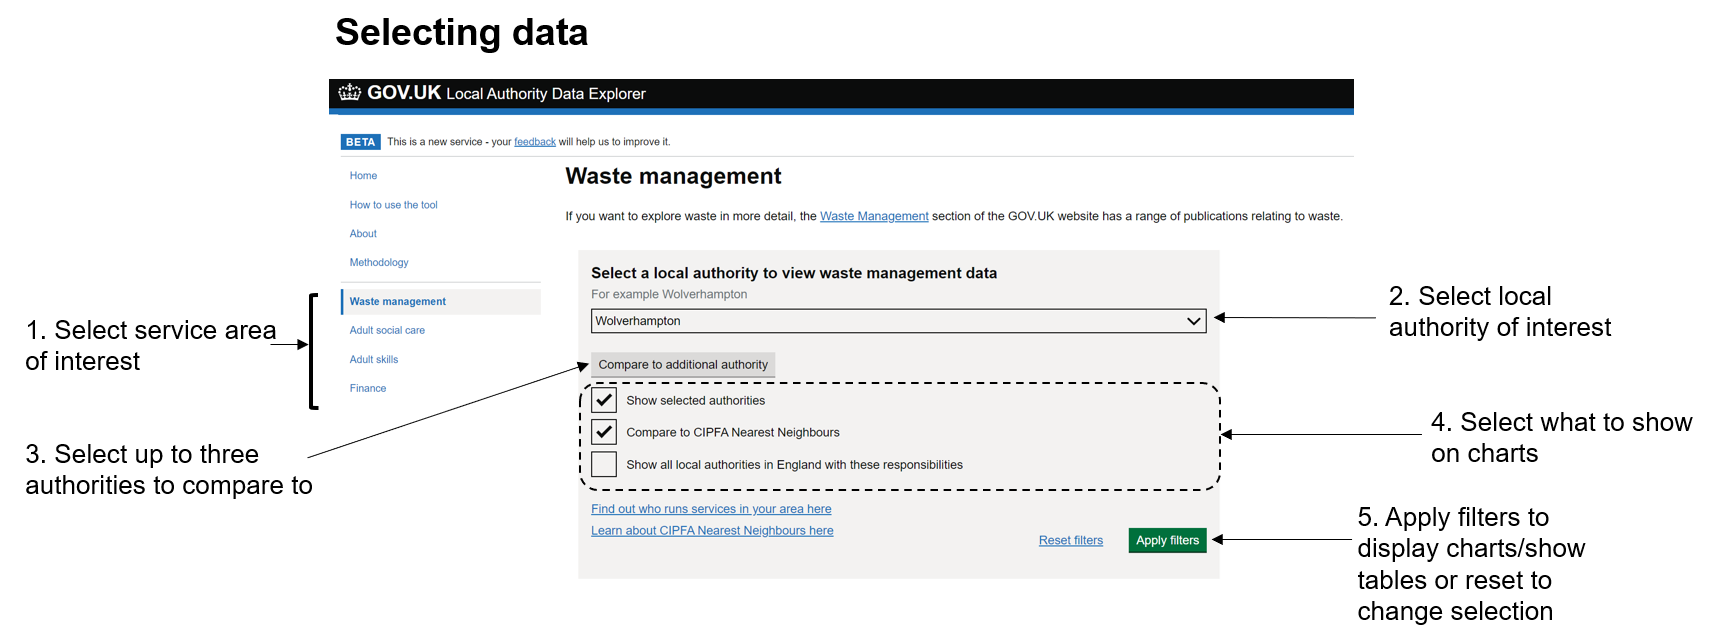 Selecting data
GOV.UK Local Authority Data Explorer
BETA This is a new service - your feedback will help us to improve it.
Home
How to use the tool
About
Methodology
Waste management
Adult social care
Adult skills
Finance
Waste management
If you want to explore waste in more detail, the Waste Management section of the GOV.UK website has a range of publications relating to waste.
Select a local authority to view waste management data
For example Wolverhampton
Wolverhampton
Compare to additional authority
Show selected authorities
Compare to CIPFA Nearest Neighbours
Show all local authorities in England with these responsibilities
Find out who runs services in your area here
Learn about CIPFA Nearest Neighbours here
Reset filters
Apply filters
1. Select service area
of interest
2. Select local
authority of interest
3. Select up to three
authorities to compare to
4. Select what to show
on charts
5. Apply filters to
display charts/show
tables or reset to
change selection